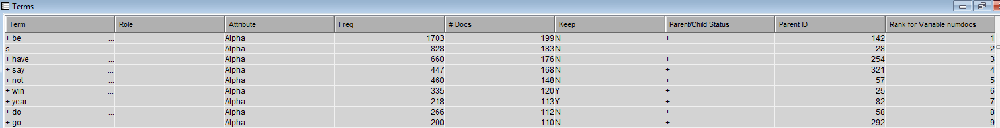 Terms
Term Role Attribute Freq # Docs Keep Parent/Child Status Parent ID Rank for Variable numdocs
+ be ... Alpha 1703 199 N + 142 1
s ... Alpha 828 183 N 28 2
+ have ... Alpha 660 176 N + 254 3
+ say ... Alpha 447 168 N + 321 4
+ not ... Alpha 460 148 N + 57 5
+ win ... Alpha 335 120 Y + 25 6
+ year ... Alpha 218 113 Y + 82 7
+ do ... Alpha 266 112 N + 58 8
+ go ... Alpha 200 110 N + 292 9